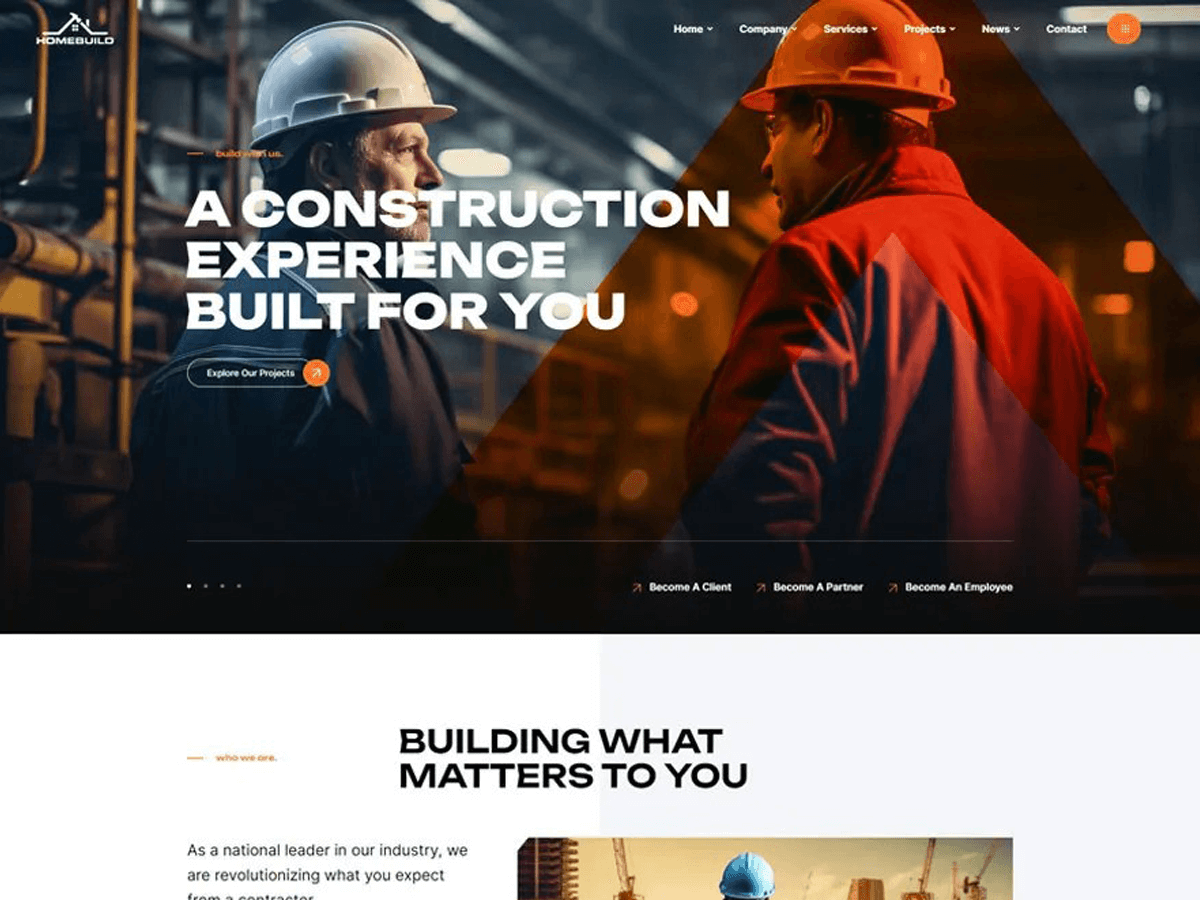 HOMEBUILD
Home Company Services Projects News Contact
build with us.
A CONSTRUCTION
EXPERIENCE
BUILT FOR YOU
Explore Our Projects
Become A Client Become A Partner Become An Employee
who we are.
BUILDING WHAT
MATTERS TO YOU
As a national leader in our industry, we
are revolutionizing what you expect
from a contractor